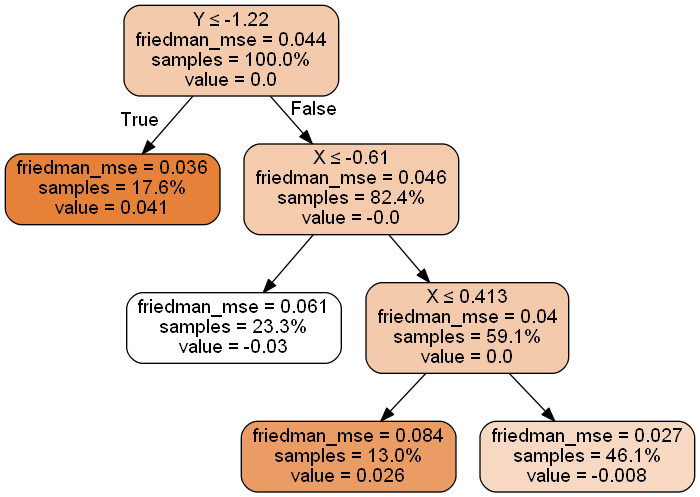 Y ≤ -1.22
friedman_mse = 0.044
samples = 100.0%
value = 0.0
True
False
friedman_mse = 0.036
samples = 17.6%
value = 0.041
X ≤ -0.61
friedman_mse = 0.046
samples = 82.4%
value = -0.0
friedman_mse = 0.061
samples = 23.3%
value = -0.03
X ≤ 0.413
friedman_mse = 0.04
samples = 59.1%
value = 0.0
friedman_mse = 0.084
samples = 13.0%
value = 0.026
friedman_mse = 0.027
samples = 46.1%
value = -0.008